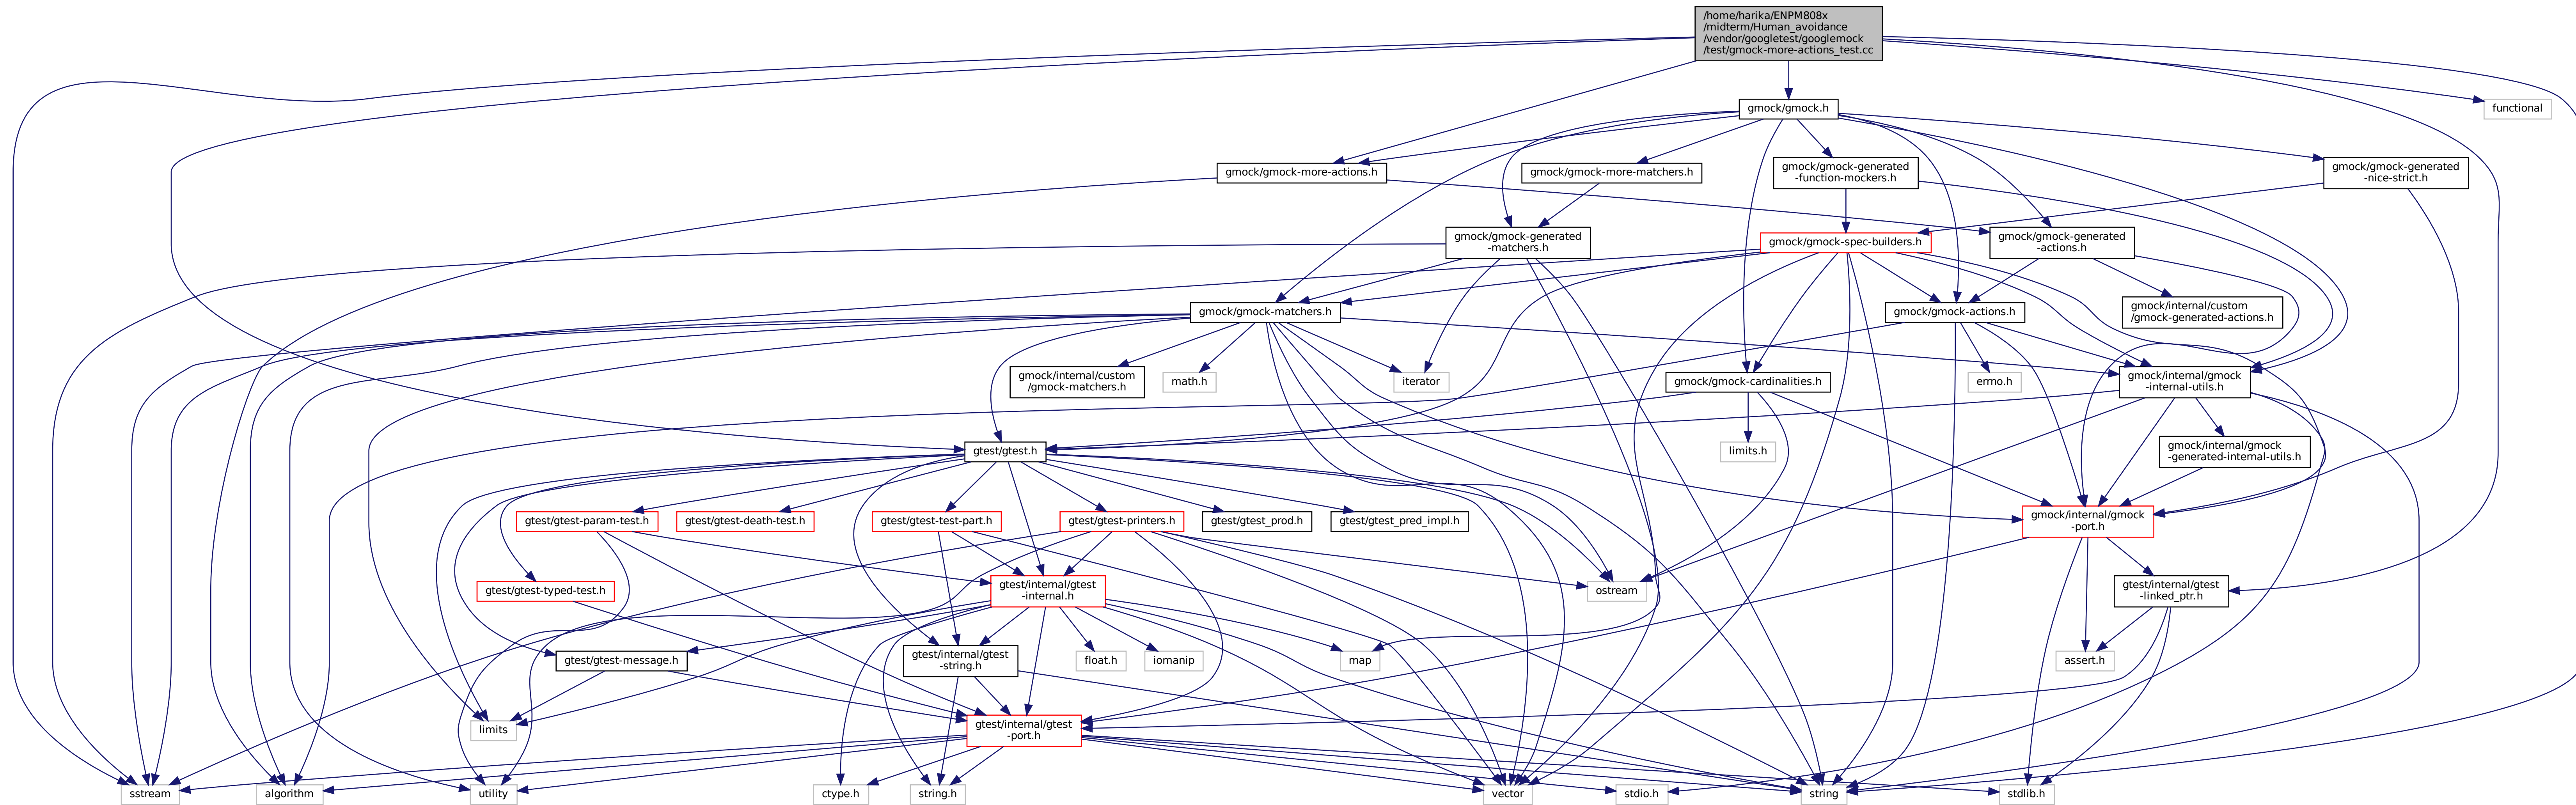 /home/harika/ENPM808x
/midterm/Human_avoidance
/vendor/googletest/googlemock
/test/gmock-more-actions_test.cc
gmock/gmock.h
functional
gmock/gmock-more-actions.h
gmock/gmock-more-matchers.h
gmock/gmock-generated
-function-mockers.h
gmock/gmock-generated
-nice-strict.h
gmock/gmock-generated
-matchers.h
gmock/gmock-spec-builders.h
gmock/gmock-generated
-actions.h
gmock/gmock-matchers.h
gmock/gmock-actions.h
gmock/internal/custom
/gmock-generated-actions.h
gmock/internal/custom
/gmock-matchers.h
math.h
iterator
gmock/gmock-cardinalities.h
errno.h
gmock/internal/gmock
-internal-utils.h
gtest/gtest.h
limits.h
gmock/internal/gmock
-generated-internal-utils.h
gtest/gtest-param-test.h
gtest/gtest-death-test.h
gtest/gtest-test-part.h
gtest/gtest-printers.h
gtest/gtest_prod.h
gtest/gtest_pred_impl.h
gmock/internal/gmock
-port.h
gtest/gtest-typed-test.h
gtest/internal/gtest
-internal.h
ostream
gtest/internal/gtest
-linked_ptr.h
gtest/gtest-message.h
gtest/internal/gtest
-string.h
float.h
iomanip
map
assert.h
limits
gtest/internal/gtest
-port.h
sstream
algorithm
utility
ctype.h
string.h
vector
stdio.h
string
stdlib.h